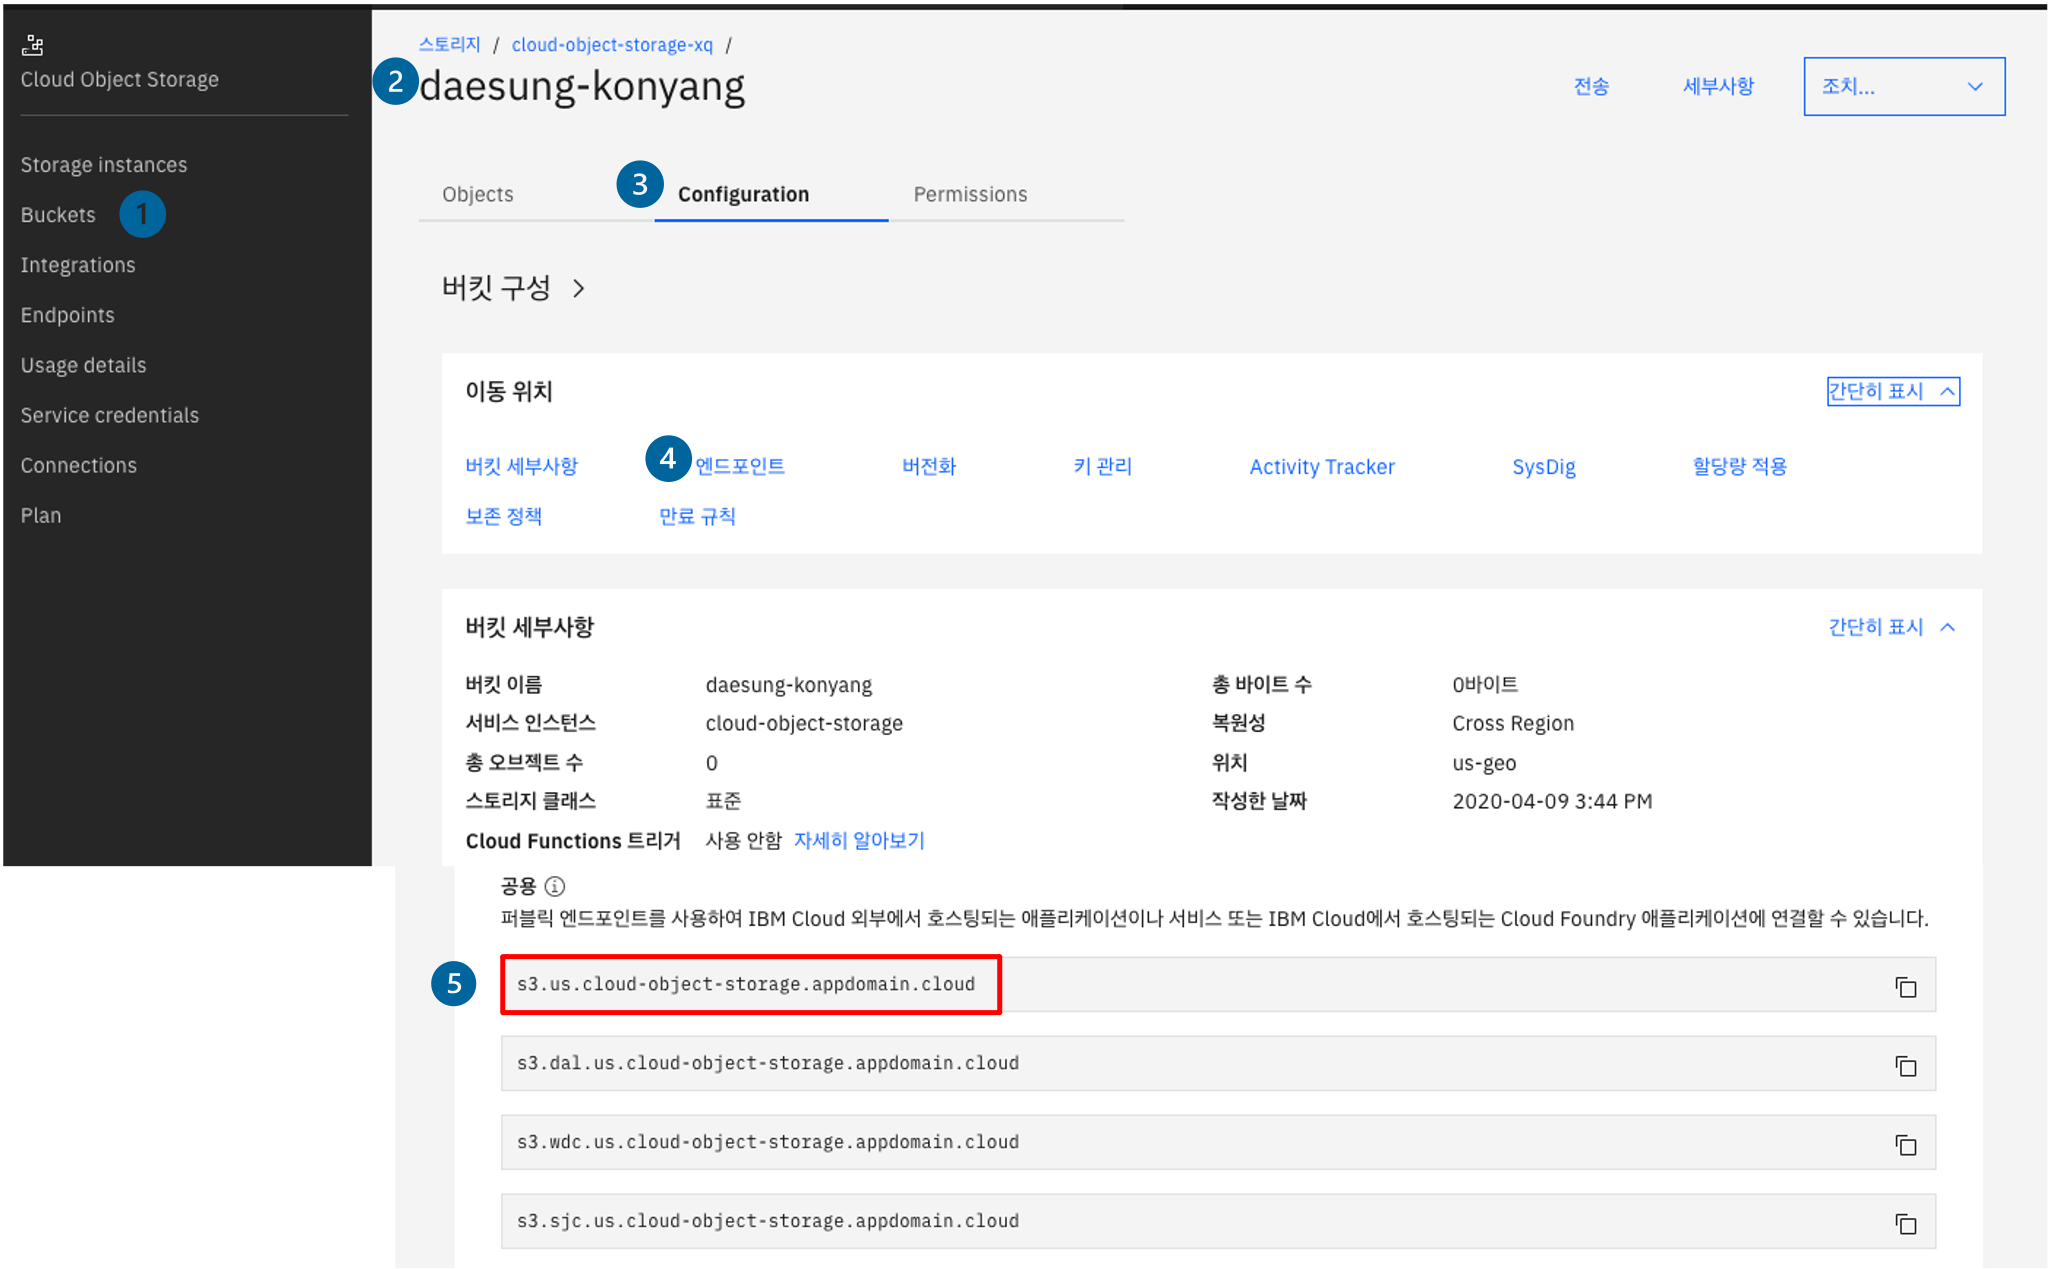 Cloud Object Storage
Storage instances
Buckets 1
Integrations
Endpoints
Usage details
Service credentials
Connections
Plan
스토리지 / cloud-object-storage-xq /
2 daesung-konyang
전송 세부사항 조치...
Objects 3 Configuration Permissions
버킷 구성 >
이동 위치 간단히 표시
버킷 세부사항 4 엔드포인트 버전화 키 관리 Activity Tracker SysDig 할당량 적용
보존 정책 만료 규칙
버킷 세부사항 간단히 표시
버킷 이름 daesung-konyang 총 바이트 수 0바이트
서비스 인스턴스 cloud-object-storage 복원성 Cross Region
총 오브젝트 수 0 위치 us-geo
스토리지 클래스 표준 작성한 날짜 2020-04-09 3:44 PM
Cloud Functions 트리거 사용 안함 자세히 알아보기
공용
퍼블릭 엔드포인트를 사용하여 IBM Cloud 외부에서 호스팅되는 애플리케이션이나 서비스 또는 IBM Cloud에서 호스팅되는 Cloud Foundry 애플리케이션에 연결할 수 있습니다.
5 s3.us.cloud-object-storage.appdomain.cloud
s3.dal.us.cloud-object-storage.appdomain.cloud
s3.wdc.us.cloud-object-storage.appdomain.cloud
s3.sjc.us.cloud-object-storage.appdomain.cloud